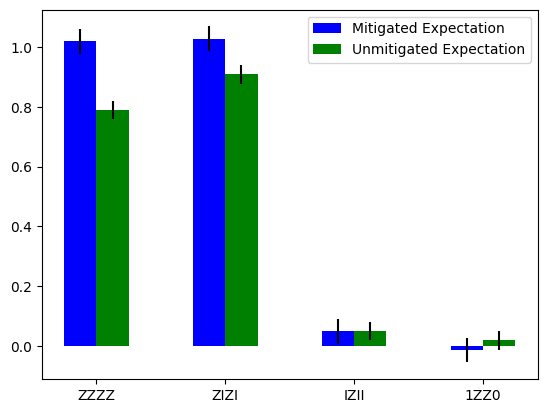 Mitigated Expectation
Unmitigated Expectation
1.0
0.8
0.6
0.4
0.2
0.0
ZZZZ
ZIZI
IZII
1ZZ0